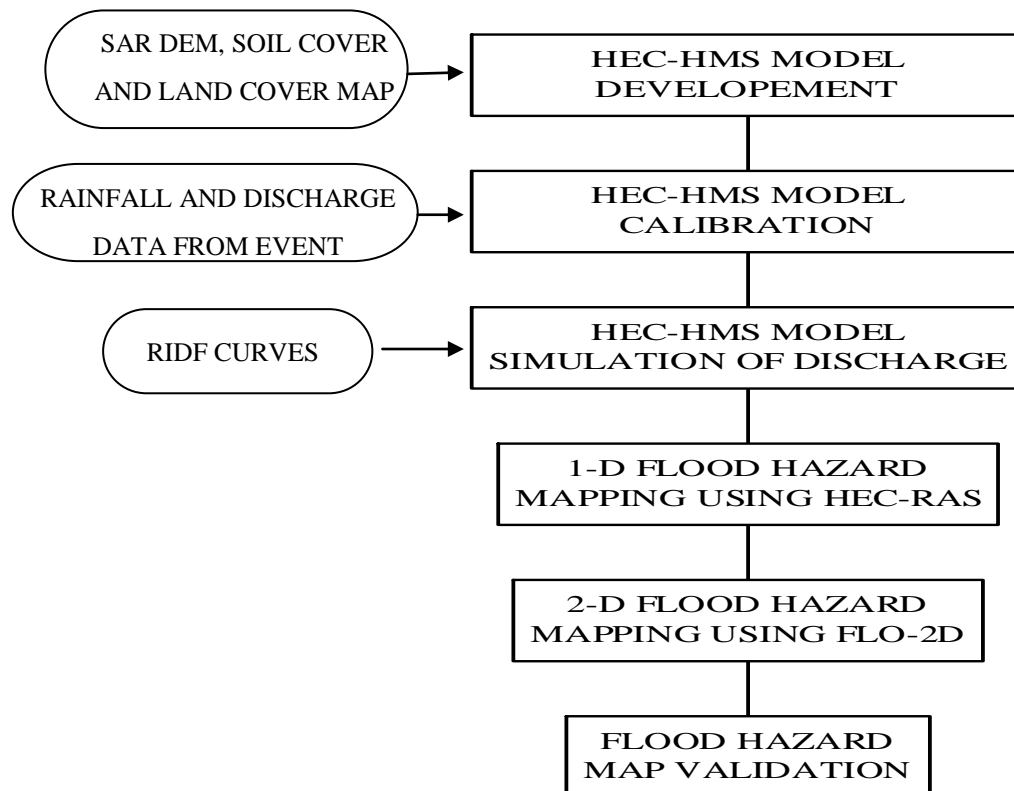 SAR DEM, SOIL COVER
AND LAND COVER MAP
HEC-HMS MODEL
DEVELOPEMENT
RAINFALL AND DISCHARGE
DATA FROM EVENT
HEC-HMS MODEL
CALIBRATION
RIDF CURVES
HEC-HMS MODEL
SIMULATION OF DISCHARGE
1-D FLOOD HAZARD
MAPPING USING HEC-RAS
2-D FLOOD HAZARD
MAPPING USING FLO-2D
FLOOD HAZARD
MAP VALIDATION